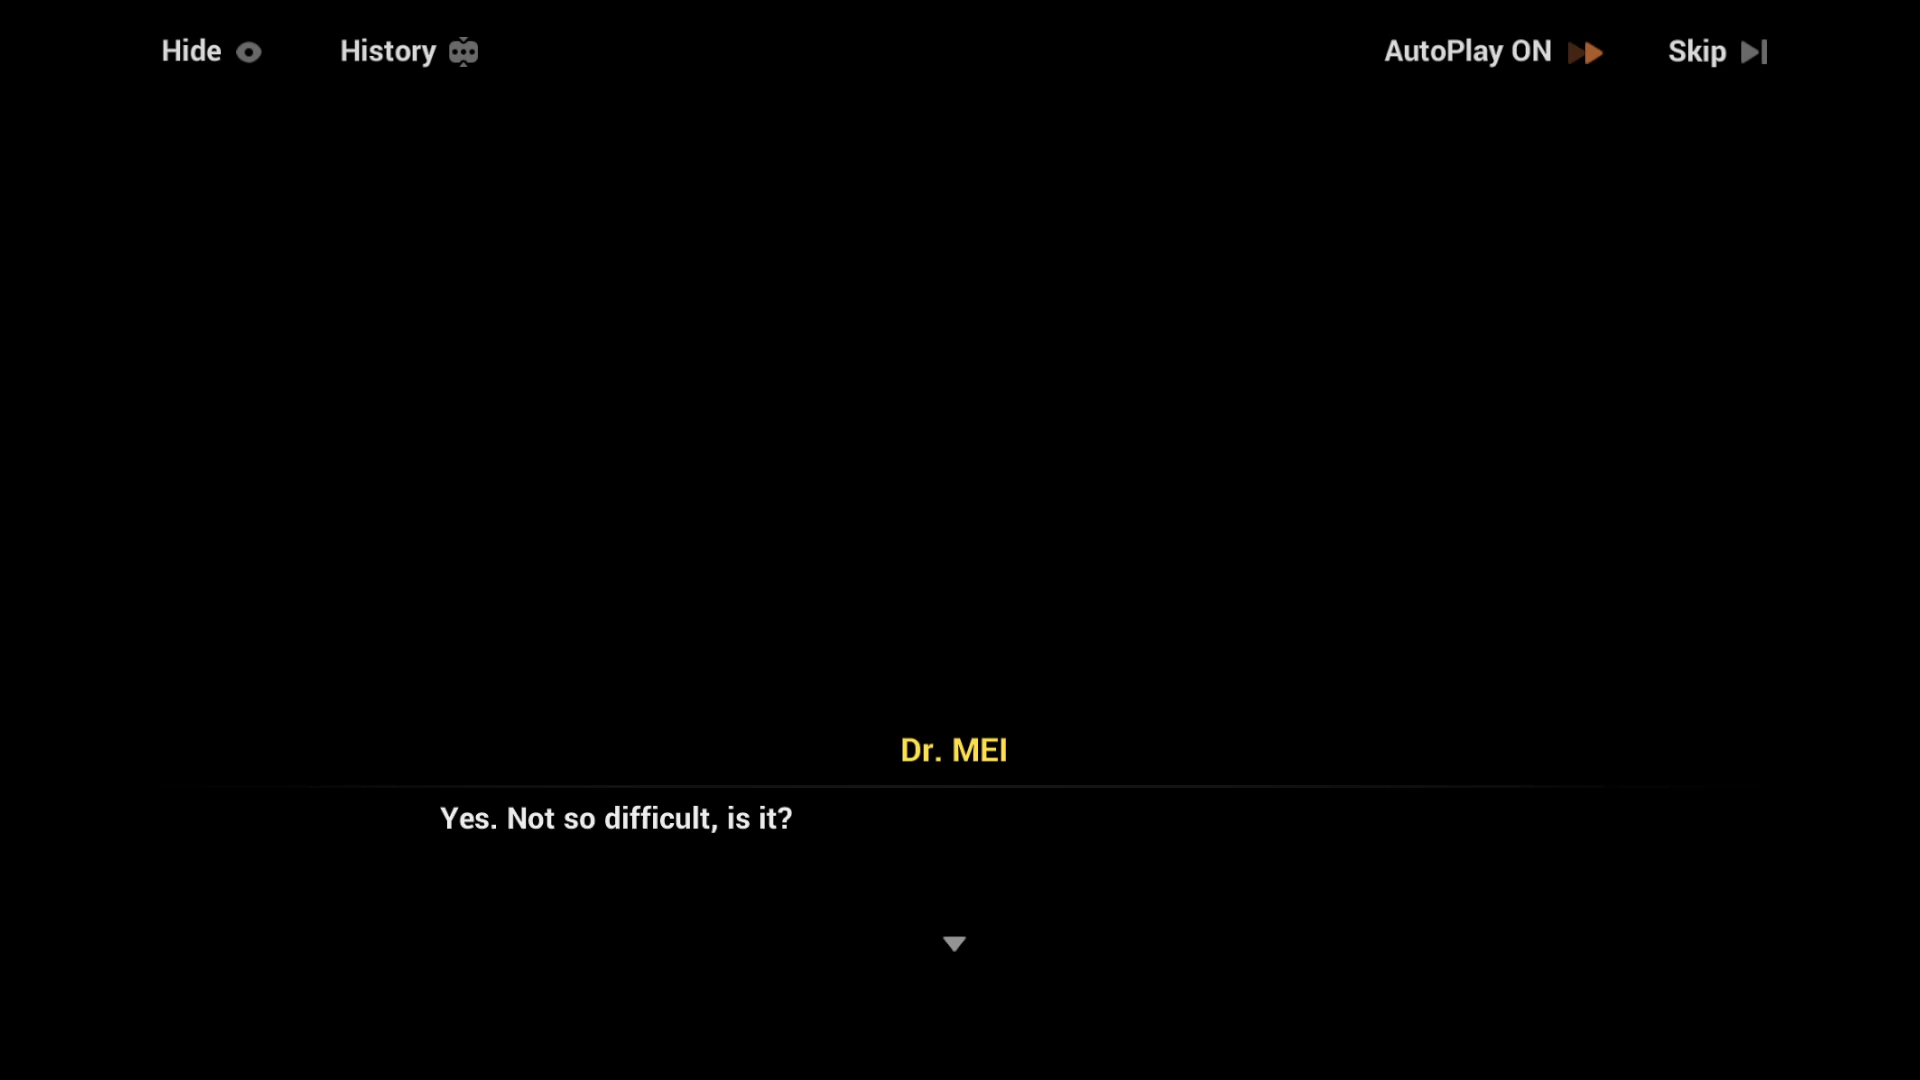 Hide
History
AutoPlay ON
Skip
Dr. MEI
Yes. Not so difficult, is it?